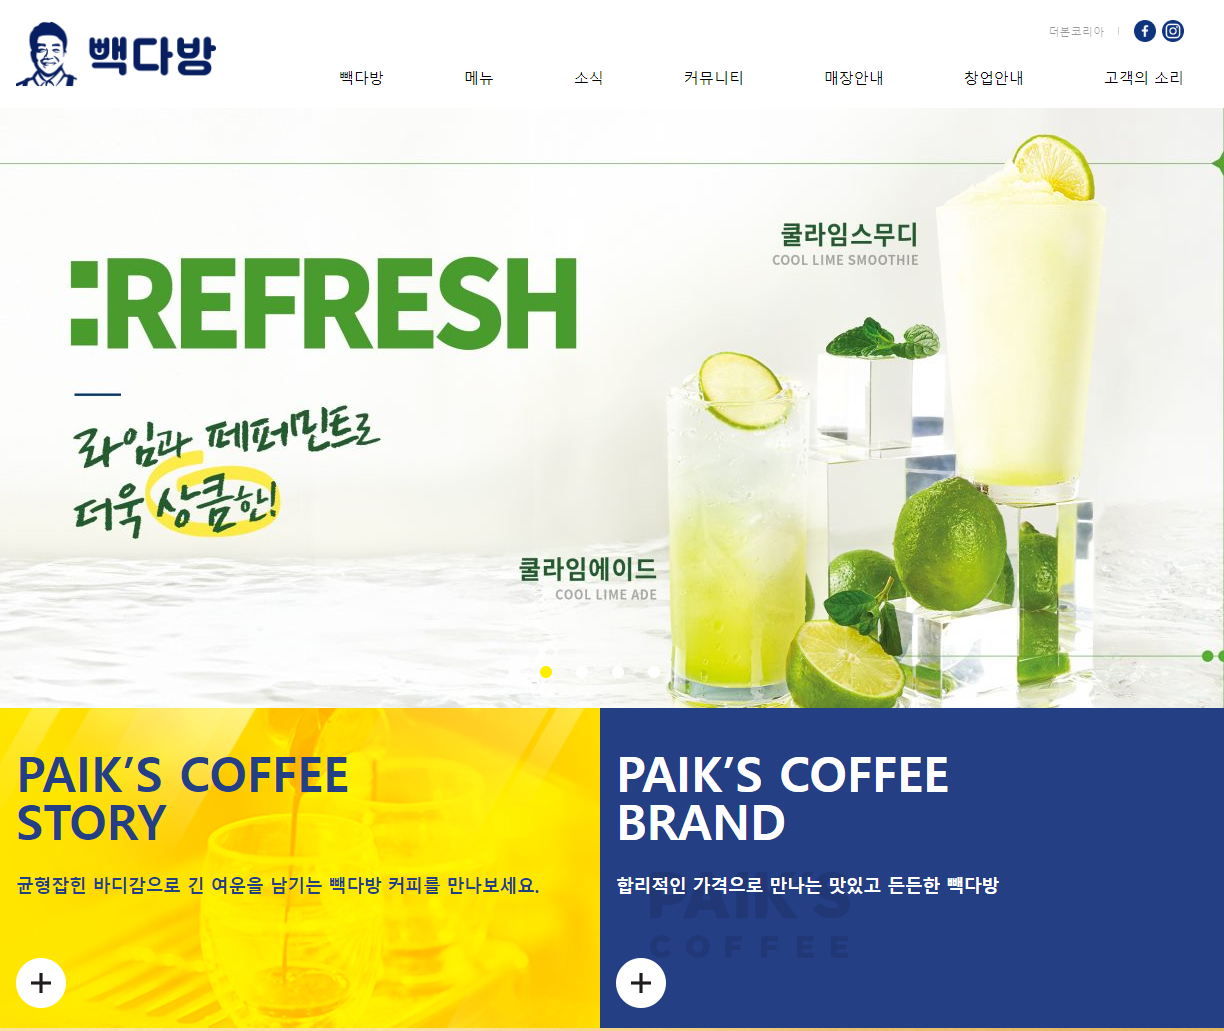 더본코리아
빽다방
빽다방 메뉴 소식 커뮤니티 매장안내 창업안내 고객의 소리
쿨라임스무디
COOL LIME SMOOTHIE
:REFRESH
라임과 페퍼민트로
더욱 상큼한!
쿨라임에이드
COOL LIME ADE
PAIK’S COFFEE
STORY
균형잡힌 바디감으로 긴 여운을 남기는 빽다방 커피를 만나보세요.
PAIK’S COFFEE
BRAND
합리적인 가격으로 만나는 맛있고 든든한 빽다방
PAIK'S
COFFEE